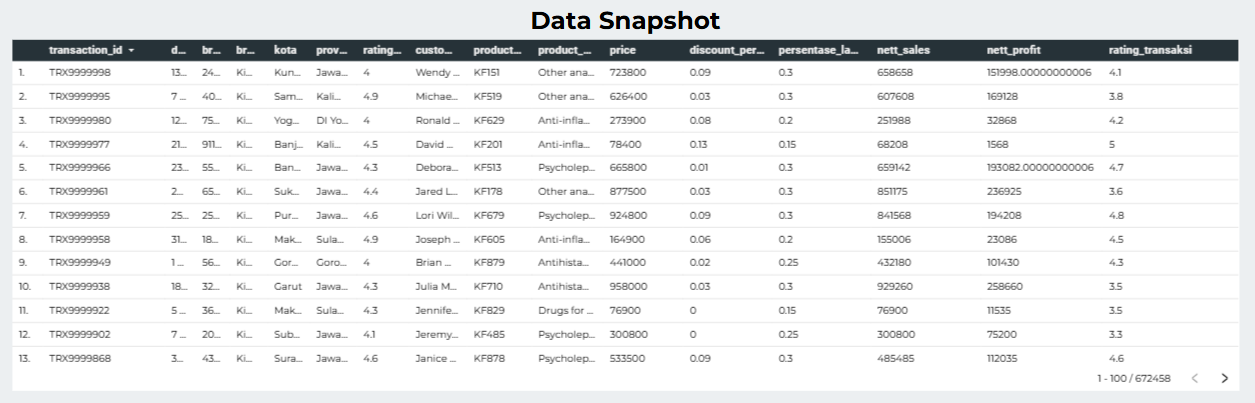 Data Snapshot
transaction_id d... br... br... kota prov... rating... custo... product... product_... price discount_per... persentase_la... nett_sales nett_profit rating_transaksi
1. TRX9999998 13... 24... Ki... Kun... Jawa... 4 Wendy ... KF151 Other ana... 723800 0.09 0.3 658658 151998.00000000006 4.1
2. TRX9999995 7 ... 40... Ki... Sam... Kali... 4.9 Michae... KF519 Other ana... 626400 0.03 0.3 607608 169128 3.8
3. TRX9999980 12... 75... Ki... Yog... DI Yo... 4 Ronald ... KF629 Anti-infla... 273900 0.08 0.2 251988 32868 4.2
4. TRX9999977 21... 911... Ki... Banj... Kali... 4.5 David ... KF201 Anti-infla... 78400 0.13 0.15 68208 1568 5
5. TRX9999966 23... 55... Ki... Ban... Jawa... 4.3 Debora... KF513 Psycholep... 665800 0.01 0.3 659142 193082.00000000006 4.7
6. TRX9999961 2... 65... Ki... Suk... Jawa... 4.4 Jared L... KF178 Other ana... 877500 0.03 0.3 851175 236925 3.6
7. TRX9999959 25... 25... Ki... Pur... Jawa... 4.6 Lori Wil... KF679 Psycholep... 924800 0.09 0.3 841568 194208 4.8
8. TRX9999958 31... 18... Ki... Mak... Sula... 4.9 Joseph ... KF605 Anti-infla... 164900 0.06 0.2 155006 23086 4.5
9. TRX9999949 1 ... 56... Ki... Gor... Goro... 4 Brian ... KF879 Antihista... 441000 0.02 0.25 432180 101430 4.3
10. TRX9999938 18... 32... Ki... Garut Jawa... 4.3 Julia M... KF710 Antihista... 958000 0.03 0.3 929260 258660 3.5
11. TRX9999922 5 ... 36... Ki... Mak... Sula... 4.3 Jennife... KF829 Drugs for ... 76900 0 0.15 76900 11535 3.5
12. TRX9999902 7 ... 20... Ki... Sub... Jawa... 4.1 Jeremy... KF485 Psycholep... 300800 0 0.25 300800 75200 3.3
13. TRX9999868 3... 43... Ki... Sura... Jawa... 4.6 Janice ... KF878 Psycholep... 533500 0.09 0.3 485485 112035 4.6
1 - 100 / 672458